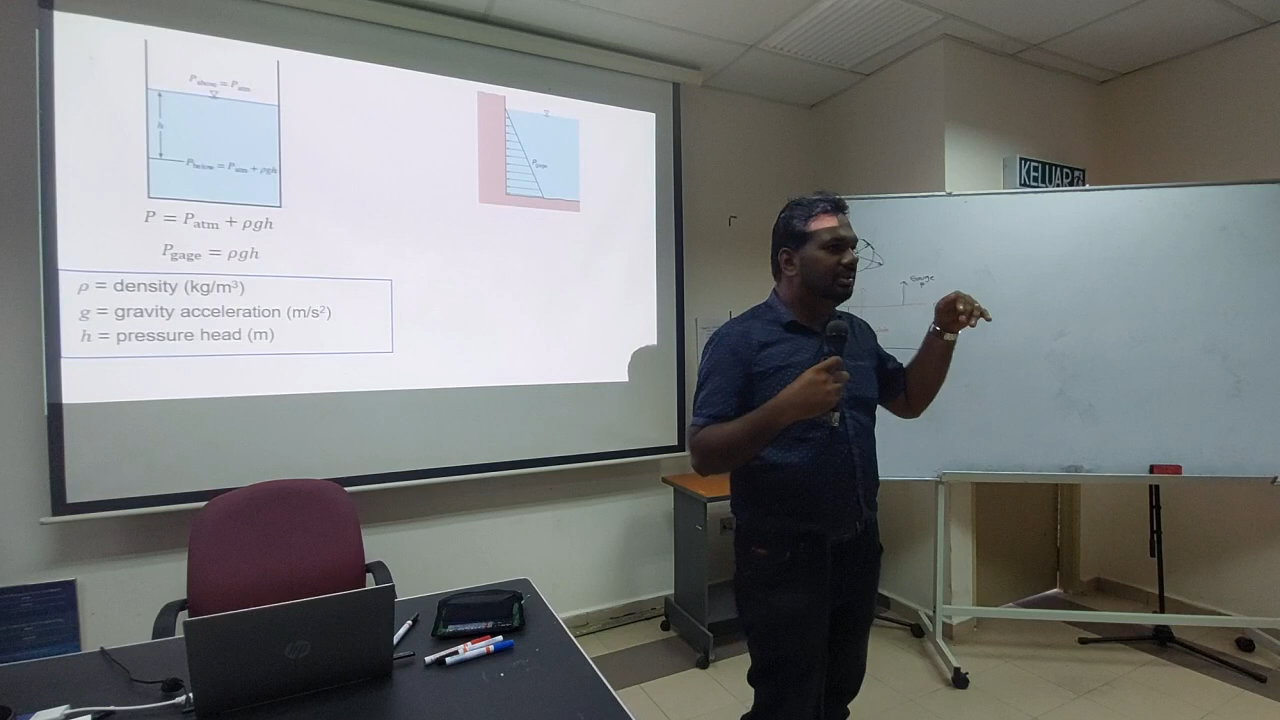 P_above = P_atm
h
P_below = P_atm + ρgh
P = P_atm + ρgh
P_gage = ρgh
ρ = density (kg/m³)
g = gravity acceleration (m/s²)
h = pressure head (m)
P_gage
KELUAR
Gauge
P
hp